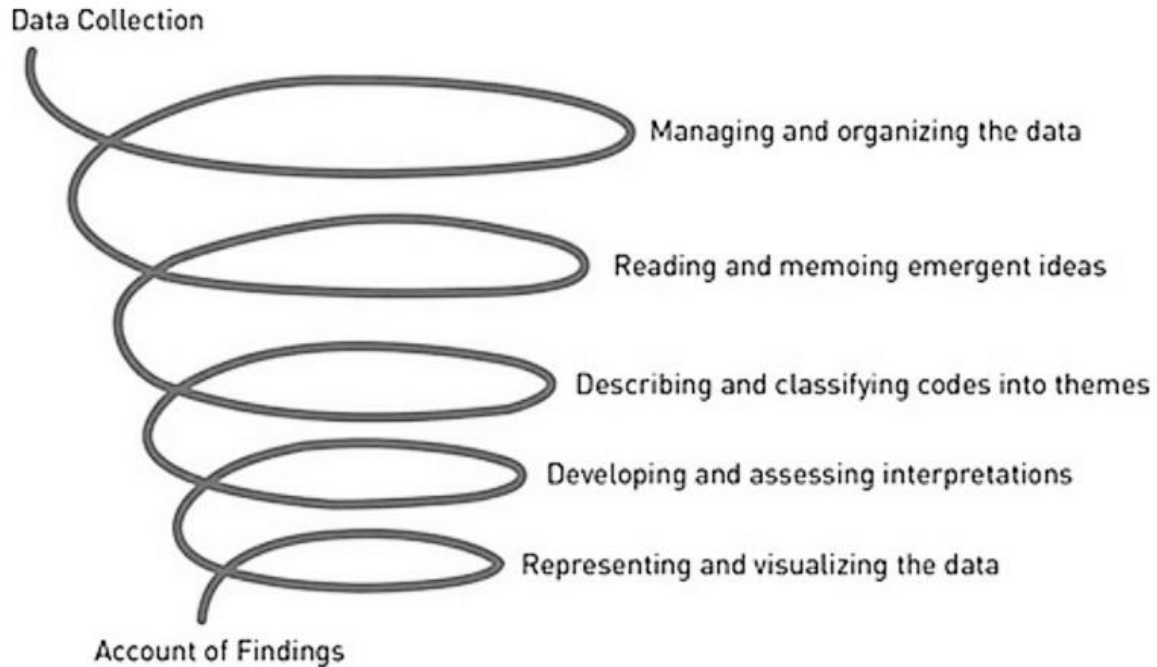 Data Collection
Managing and organizing the data
Reading and memoing emergent ideas
Describing and classifying codes into themes
Developing and assessing interpretations
Representing and visualizing the data
Account of Findings